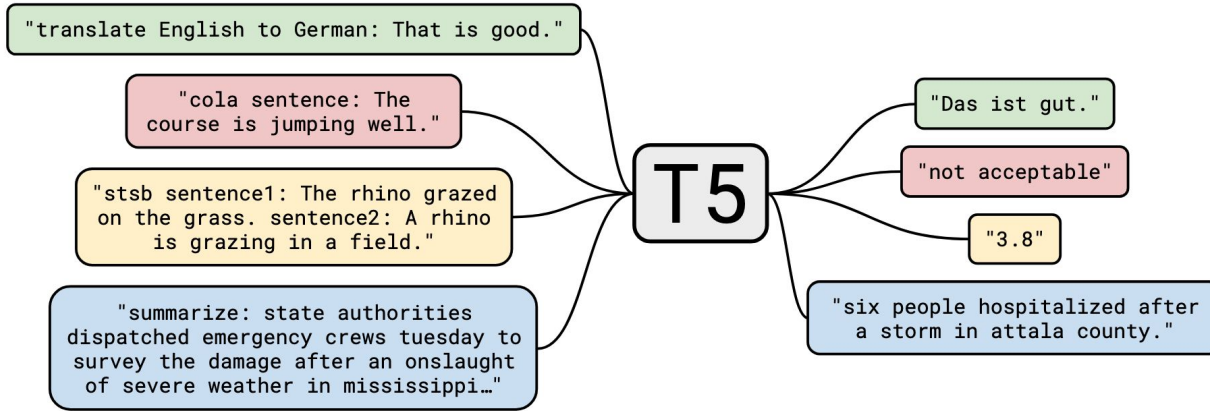 "translate English to German: That is good."
"cola sentence: The
course is jumping well."
"stsb sentence1: The rhino grazed
on the grass. sentence2: A rhino
is grazing in a field."
"summarize: state authorities
dispatched emergency crews tuesday to
survey the damage after an onslaught
of severe weather in mississippi…"
T5
"Das ist gut."
"not acceptable"
"3.8"
"six people hospitalized after
a storm in attala county."